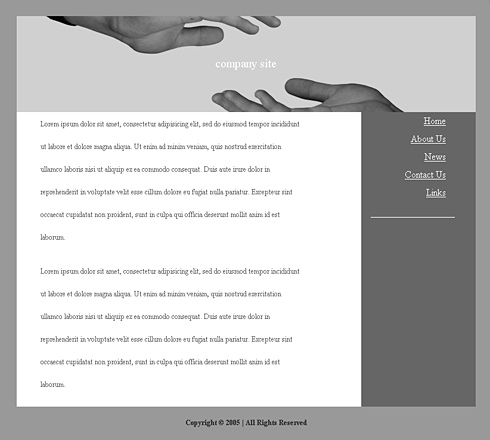 company site
Lorem ipsum dolor sit amet, consectetur adipisicing elit, sed do eiusmod tempor incididunt
ut labore et dolore magna aliqua. Ut enim ad minim veniam, quis nostrud exercitation
ullamco laboris nisi ut aliquip ex ea commodo consequat. Duis aute irure dolor in
reprehenderit in voluptate velit esse cillum dolore eu fugiat nulla pariatur. Excepteur sint
occaecat cupidatat non proident, sunt in culpa qui officia deserunt mollit anim id est
laborum.
Lorem ipsum dolor sit amet, consectetur adipisicing elit, sed do eiusmod tempor incididunt
ut labore et dolore magna aliqua. Ut enim ad minim veniam, quis nostrud exercitation
ullamco laboris nisi ut aliquip ex ea commodo consequat. Duis aute irure dolor in
reprehenderit in voluptate velit esse cillum dolore eu fugiat nulla pariatur. Excepteur sint
occaecat cupidatat non proident, sunt in culpa qui officia deserunt mollit anim id est
laborum.
Home
About Us
News
Contact Us
Links
Copyright © 2005 | All Rights Reserved